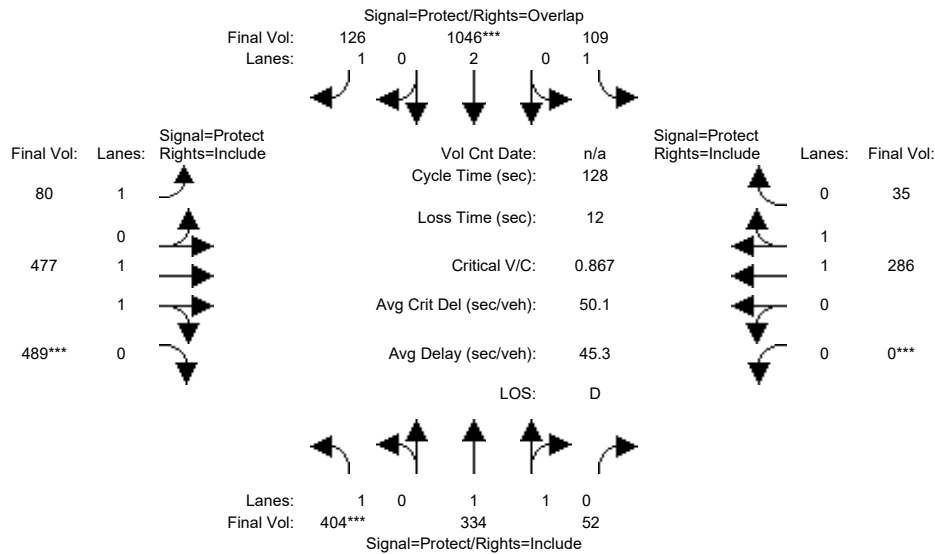 Signal=Protect/Rights=Overlap
Final Vol: 126 1046*** 109
Lanes: 1 0 2 0 1
Signal=Protect
Final Vol: Lanes: Rights=Include
Vol Cnt Date: n/a
Signal=Protect
Rights=Include Lanes: Final Vol:
Cycle Time (sec): 128
80 1
0 35
Loss Time (sec): 12
0
1
477 1
Critical V/C: 0.867
1 286
1
Avg Crit Del (sec/veh): 50.1
0
489*** 0
Avg Delay (sec/veh): 45.3
0 0***
LOS: D
Lanes: 1 0 1 1 0
Final Vol: 404*** 334 52
Signal=Protect/Rights=Include